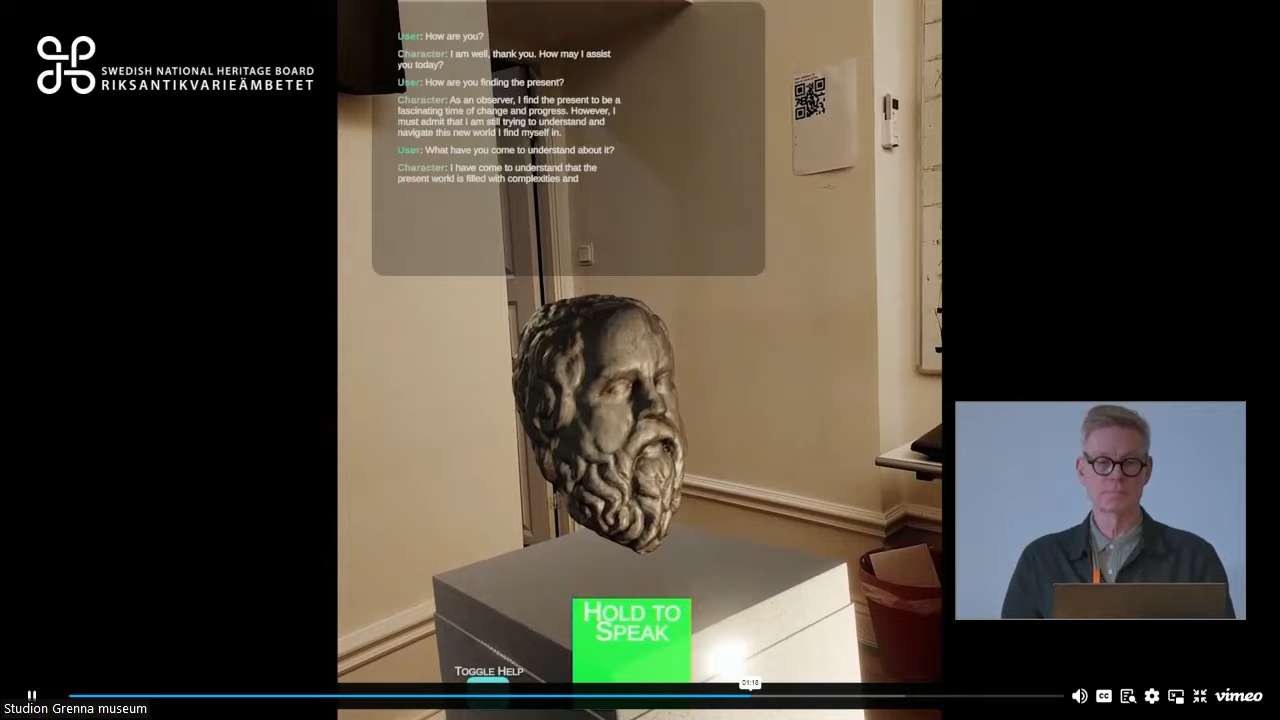 SWEDISH NATIONAL HERITAGE BOARD
RIKSANTIKVARIEÄMBETET
User: How are you?
Character: I am well, thank you. How may I assist
you today?
User: How are you finding the present?
Character: As an observer, I find the present to be a
fascinating time of change and progress. However, I
must admit that I am still trying to understand and
navigate this new world I find myself in.
User: What have you come to understand about it?
Character: I have come to understand that the
present world is filled with complexities and
HOLD TO
SPEAK
TOGGLE HELP
01:18
CC
vimeo
Studion Grenna museum